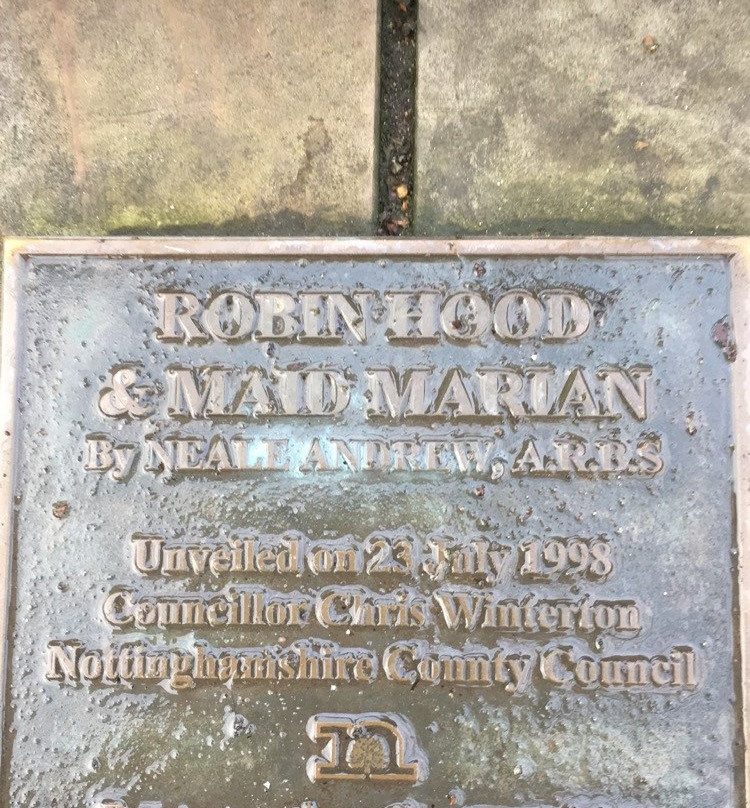 ROBIN HOOD
& MAID MARIAN
By NEALE ANDREW, A.R.B.S
Unveiled on 23 July 1998
Councillor Chris Winterton
Nottinghamshire County Council
n